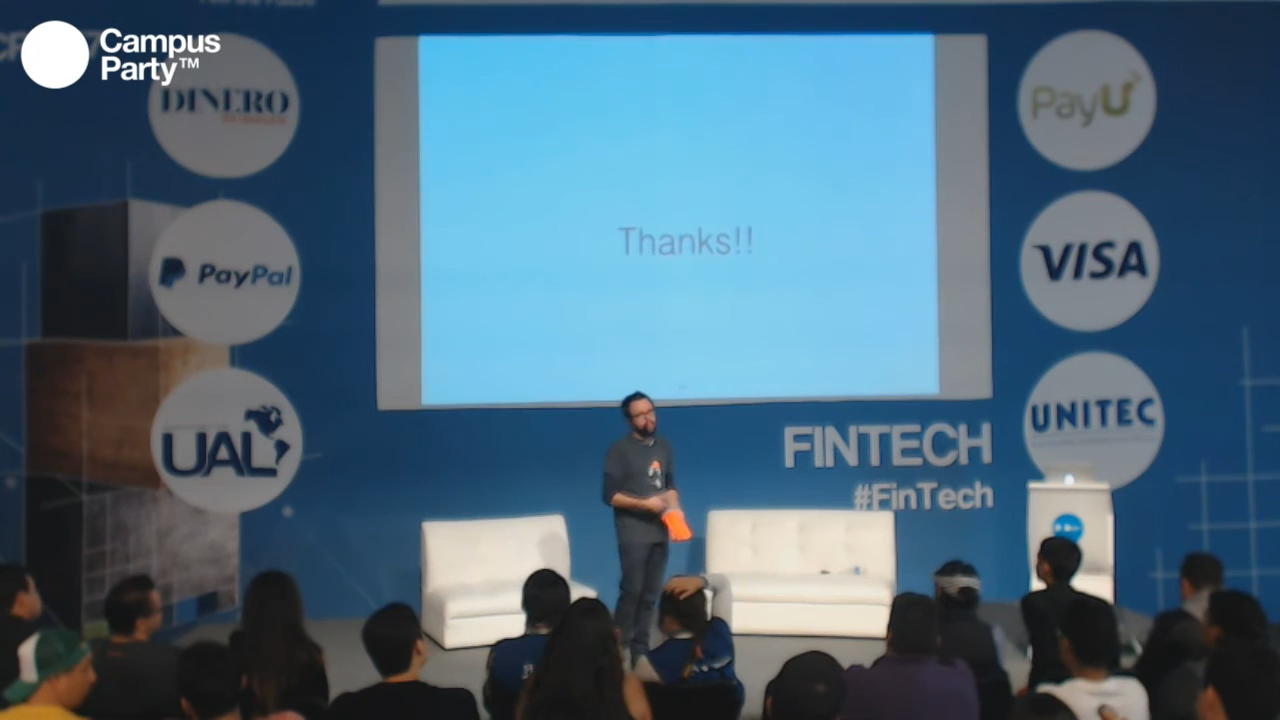 Campus
Party™
DINERO
PayPal
UAL
Thanks!!
PayU
VISA
UNITEC
FINTECH
#FinTech